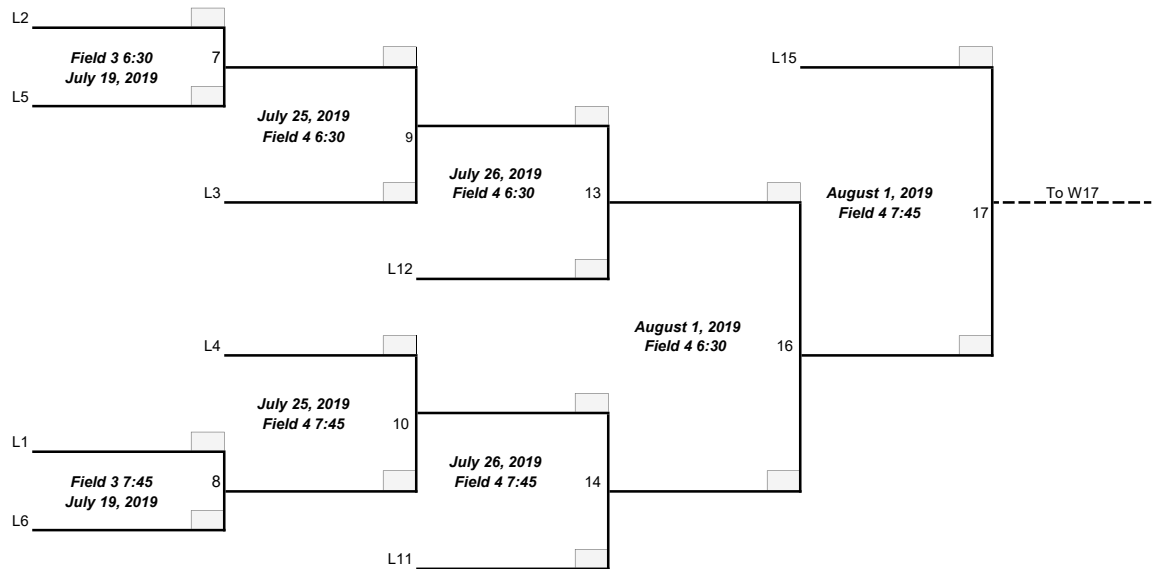 L2
Field 3 6:30
July 19, 2019
7
L5
July 25, 2019
Field 4 6:30
9
L3
July 26, 2019
Field 4 6:30
13
L12
L15
August 1, 2019
Field 4 7:45
17
To W17
August 1, 2019
Field 4 6:30
16
L4
July 25, 2019
Field 4 7:45
10
L1
Field 3 7:45
July 19, 2019
8
L6
July 26, 2019
Field 4 7:45
14
L11